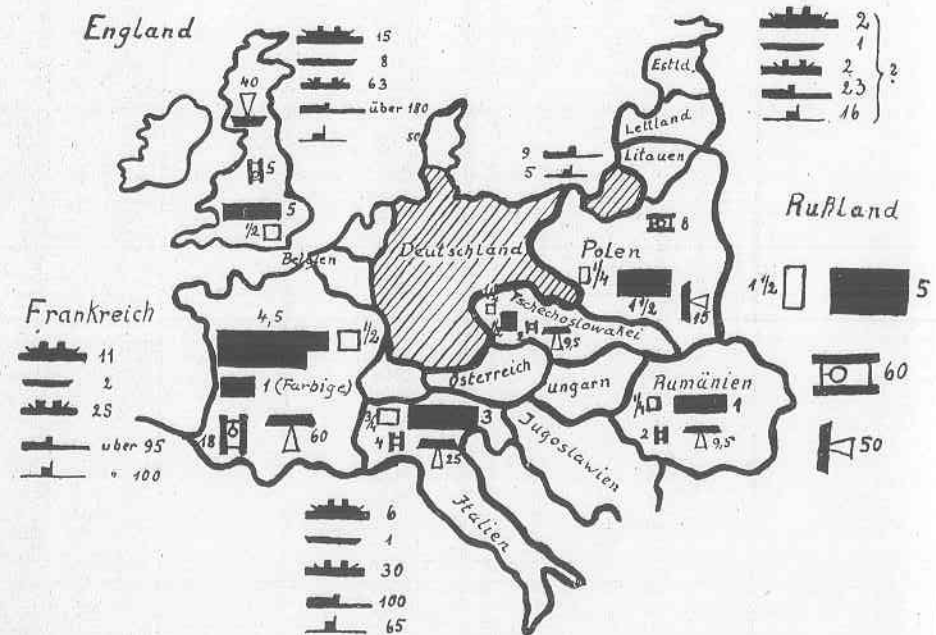 England
15
8
63
über 180
50
40
5
5
1/2
2
1
2
23
16
?
Estld.
Lettland
Litauen
9
5
Rußland
1 1/2
5
60
50
Deutschland
Polen
8
1/4
1 1/2
15
Belgien
Frankreich
11
2
25
über 95
" 100
4,5
1/2
1 (Farbige)
18
60
Tschechoslowakei
9,5
Österreich
Ungarn
Rumänien
1/4
1
2
9,5
3/4
3
4
25
Jugoslawien
Italien
6
1
30
100
65